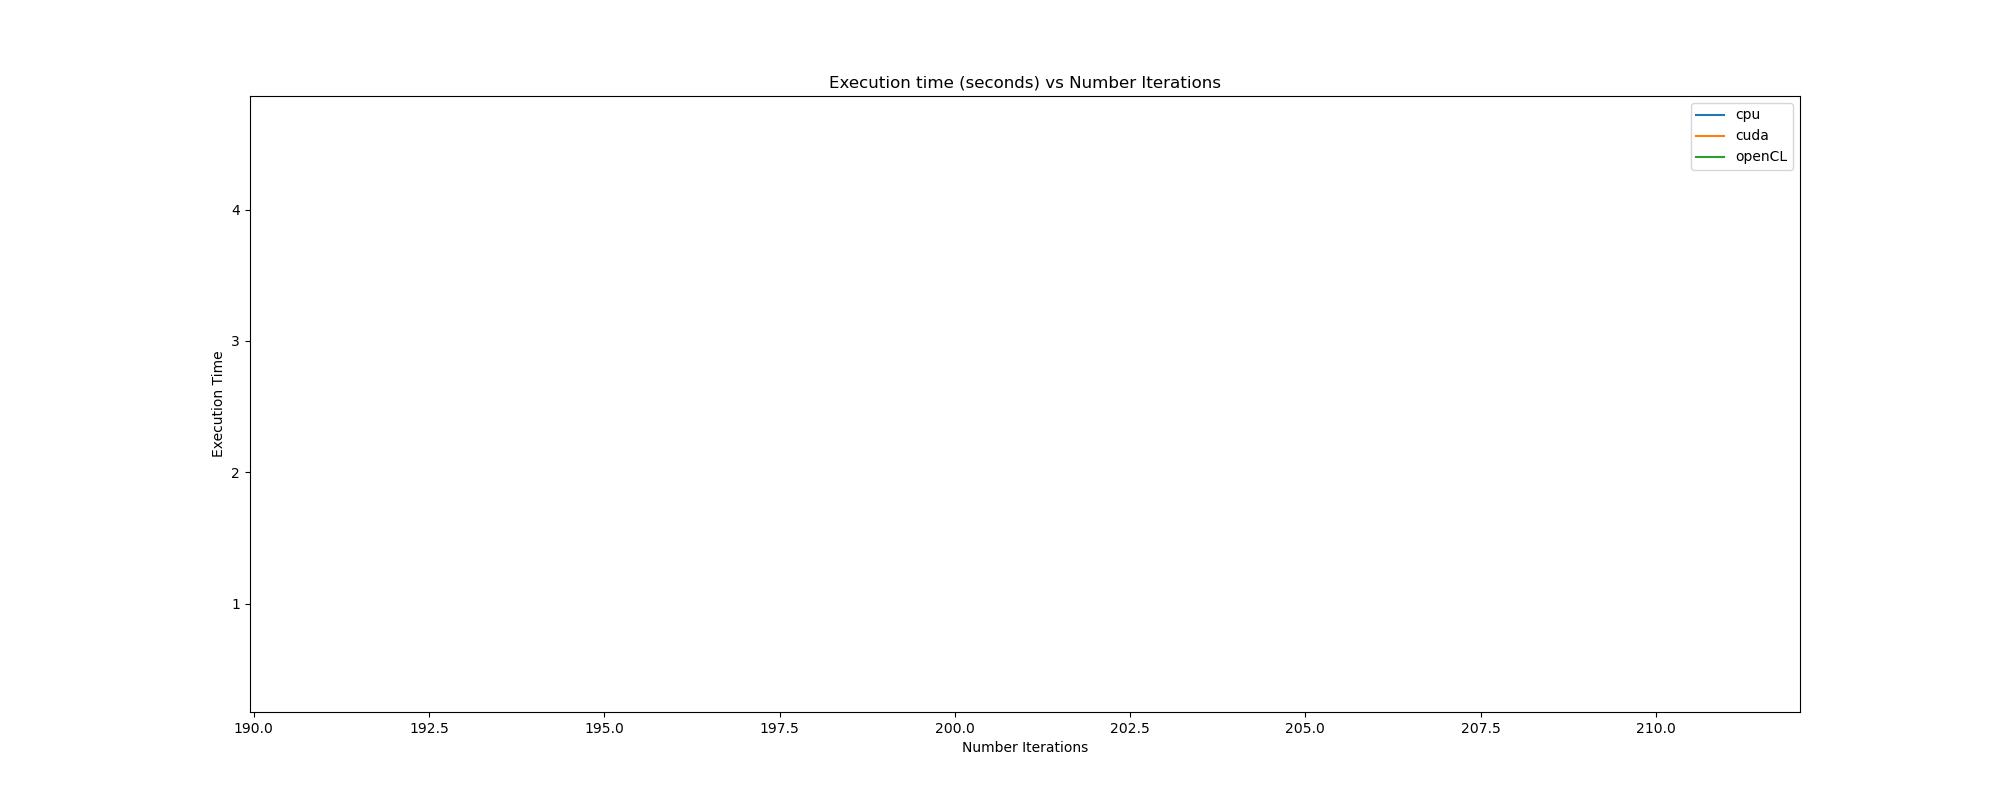 Execution time (seconds) vs Number Iterations
cpu
cuda
openCL
4
3
2
1
Execution Time
190.0 192.5 195.0 197.5 200.0 202.5 205.0 207.5 210.0
Number Iterations